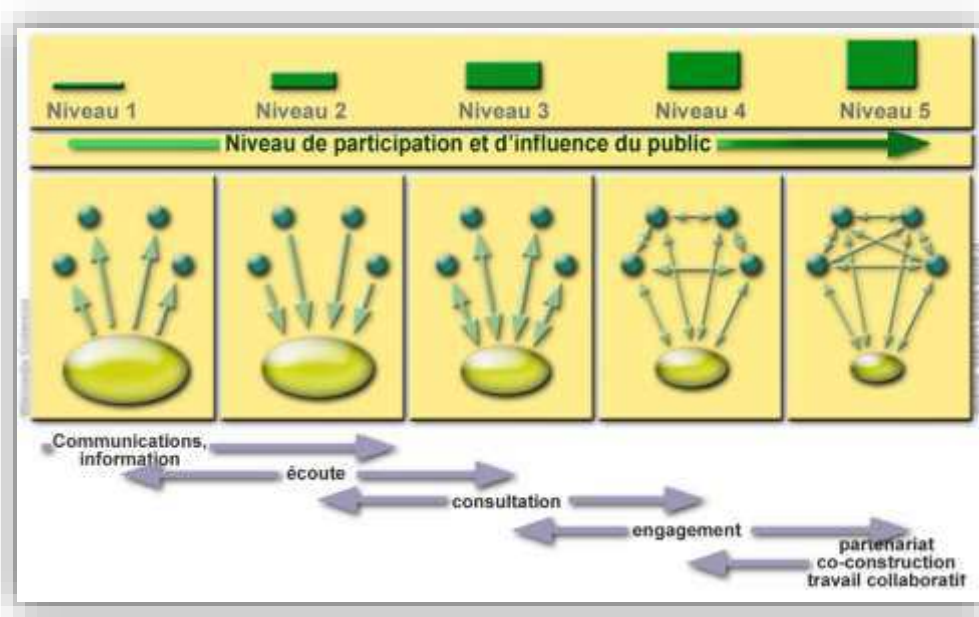 Niveau 1
Niveau 2
Niveau 3
Niveau 4
Niveau 5
Niveau de participation et d'influence du public
Communications,
information
écoute
consultation
engagement
partenariat
co-construction
travail collaboratif